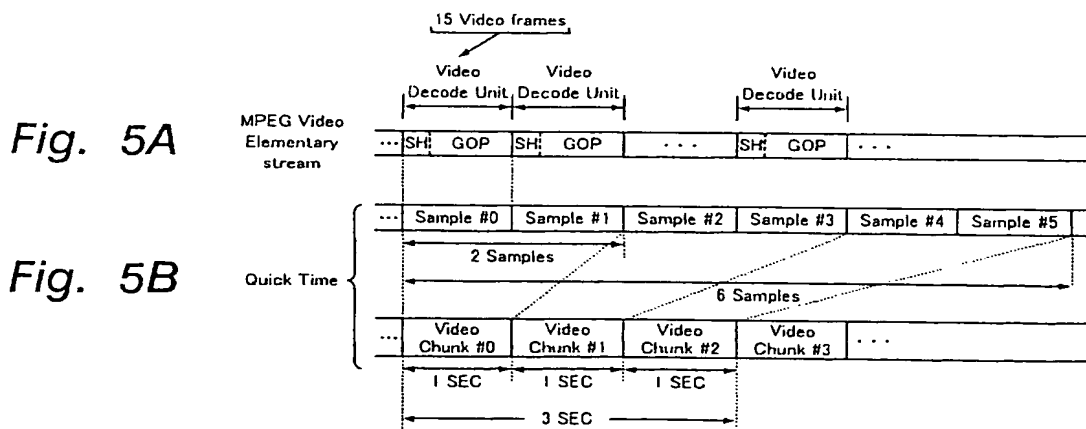 15 Video frames
Video Decode Unit
Video Decode Unit
Video Decode Unit
Fig. 5A
MPEG Video Elementary stream
... SH GOP SH GOP ... SH GOP ...
... Sample #0 Sample #1 Sample #2 Sample #3 Sample #4 Sample #5
2 Samples
Fig. 5B
Quick Time
6 Samples
... Video Chunk #0 Video Chunk #1 Video Chunk #2 Video Chunk #3 ...
1 SEC 1 SEC 1 SEC
3 SEC